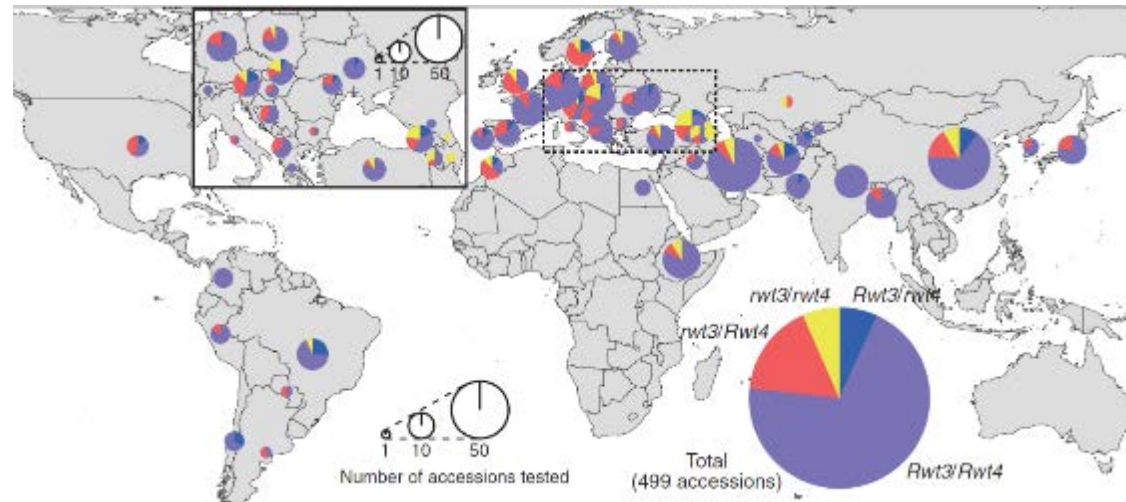 1 10 50
rwt3/rwt4 Rwt3/rwt4
rwt3/Rwt4
1 10 50
Number of accessions tested
Total
(499 accessions)
Rwt3/Rwt4